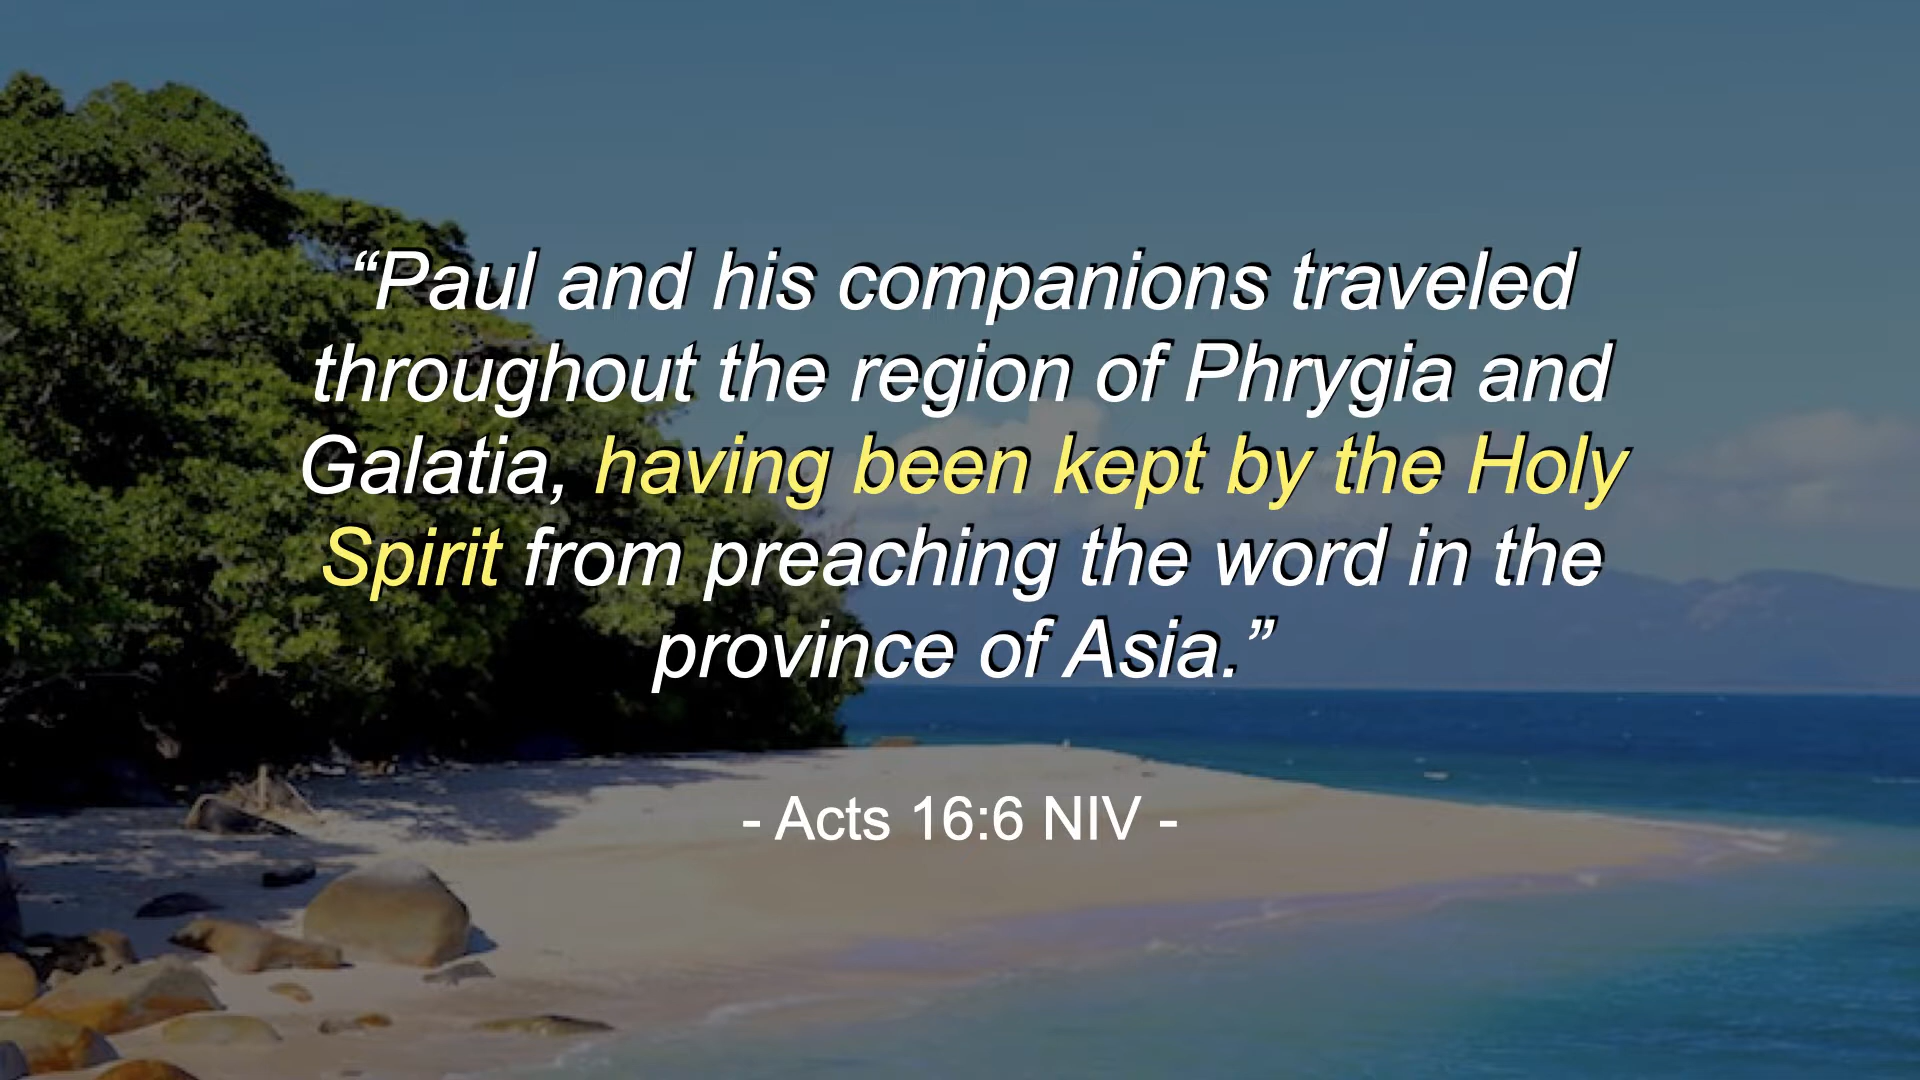 “Paul and his companions traveled
throughout the region of Phrygia and
Galatia, having been kept by the Holy
Spirit from preaching the word in the
province of Asia.”
- Acts 16:6 NIV -